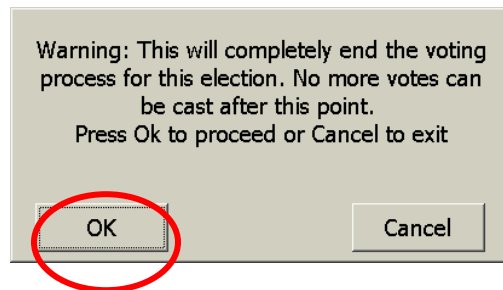 Warning: This will completely end the voting
process for this election. No more votes can
be cast after this point.
Press Ok to proceed or Cancel to exit
OK
Cancel